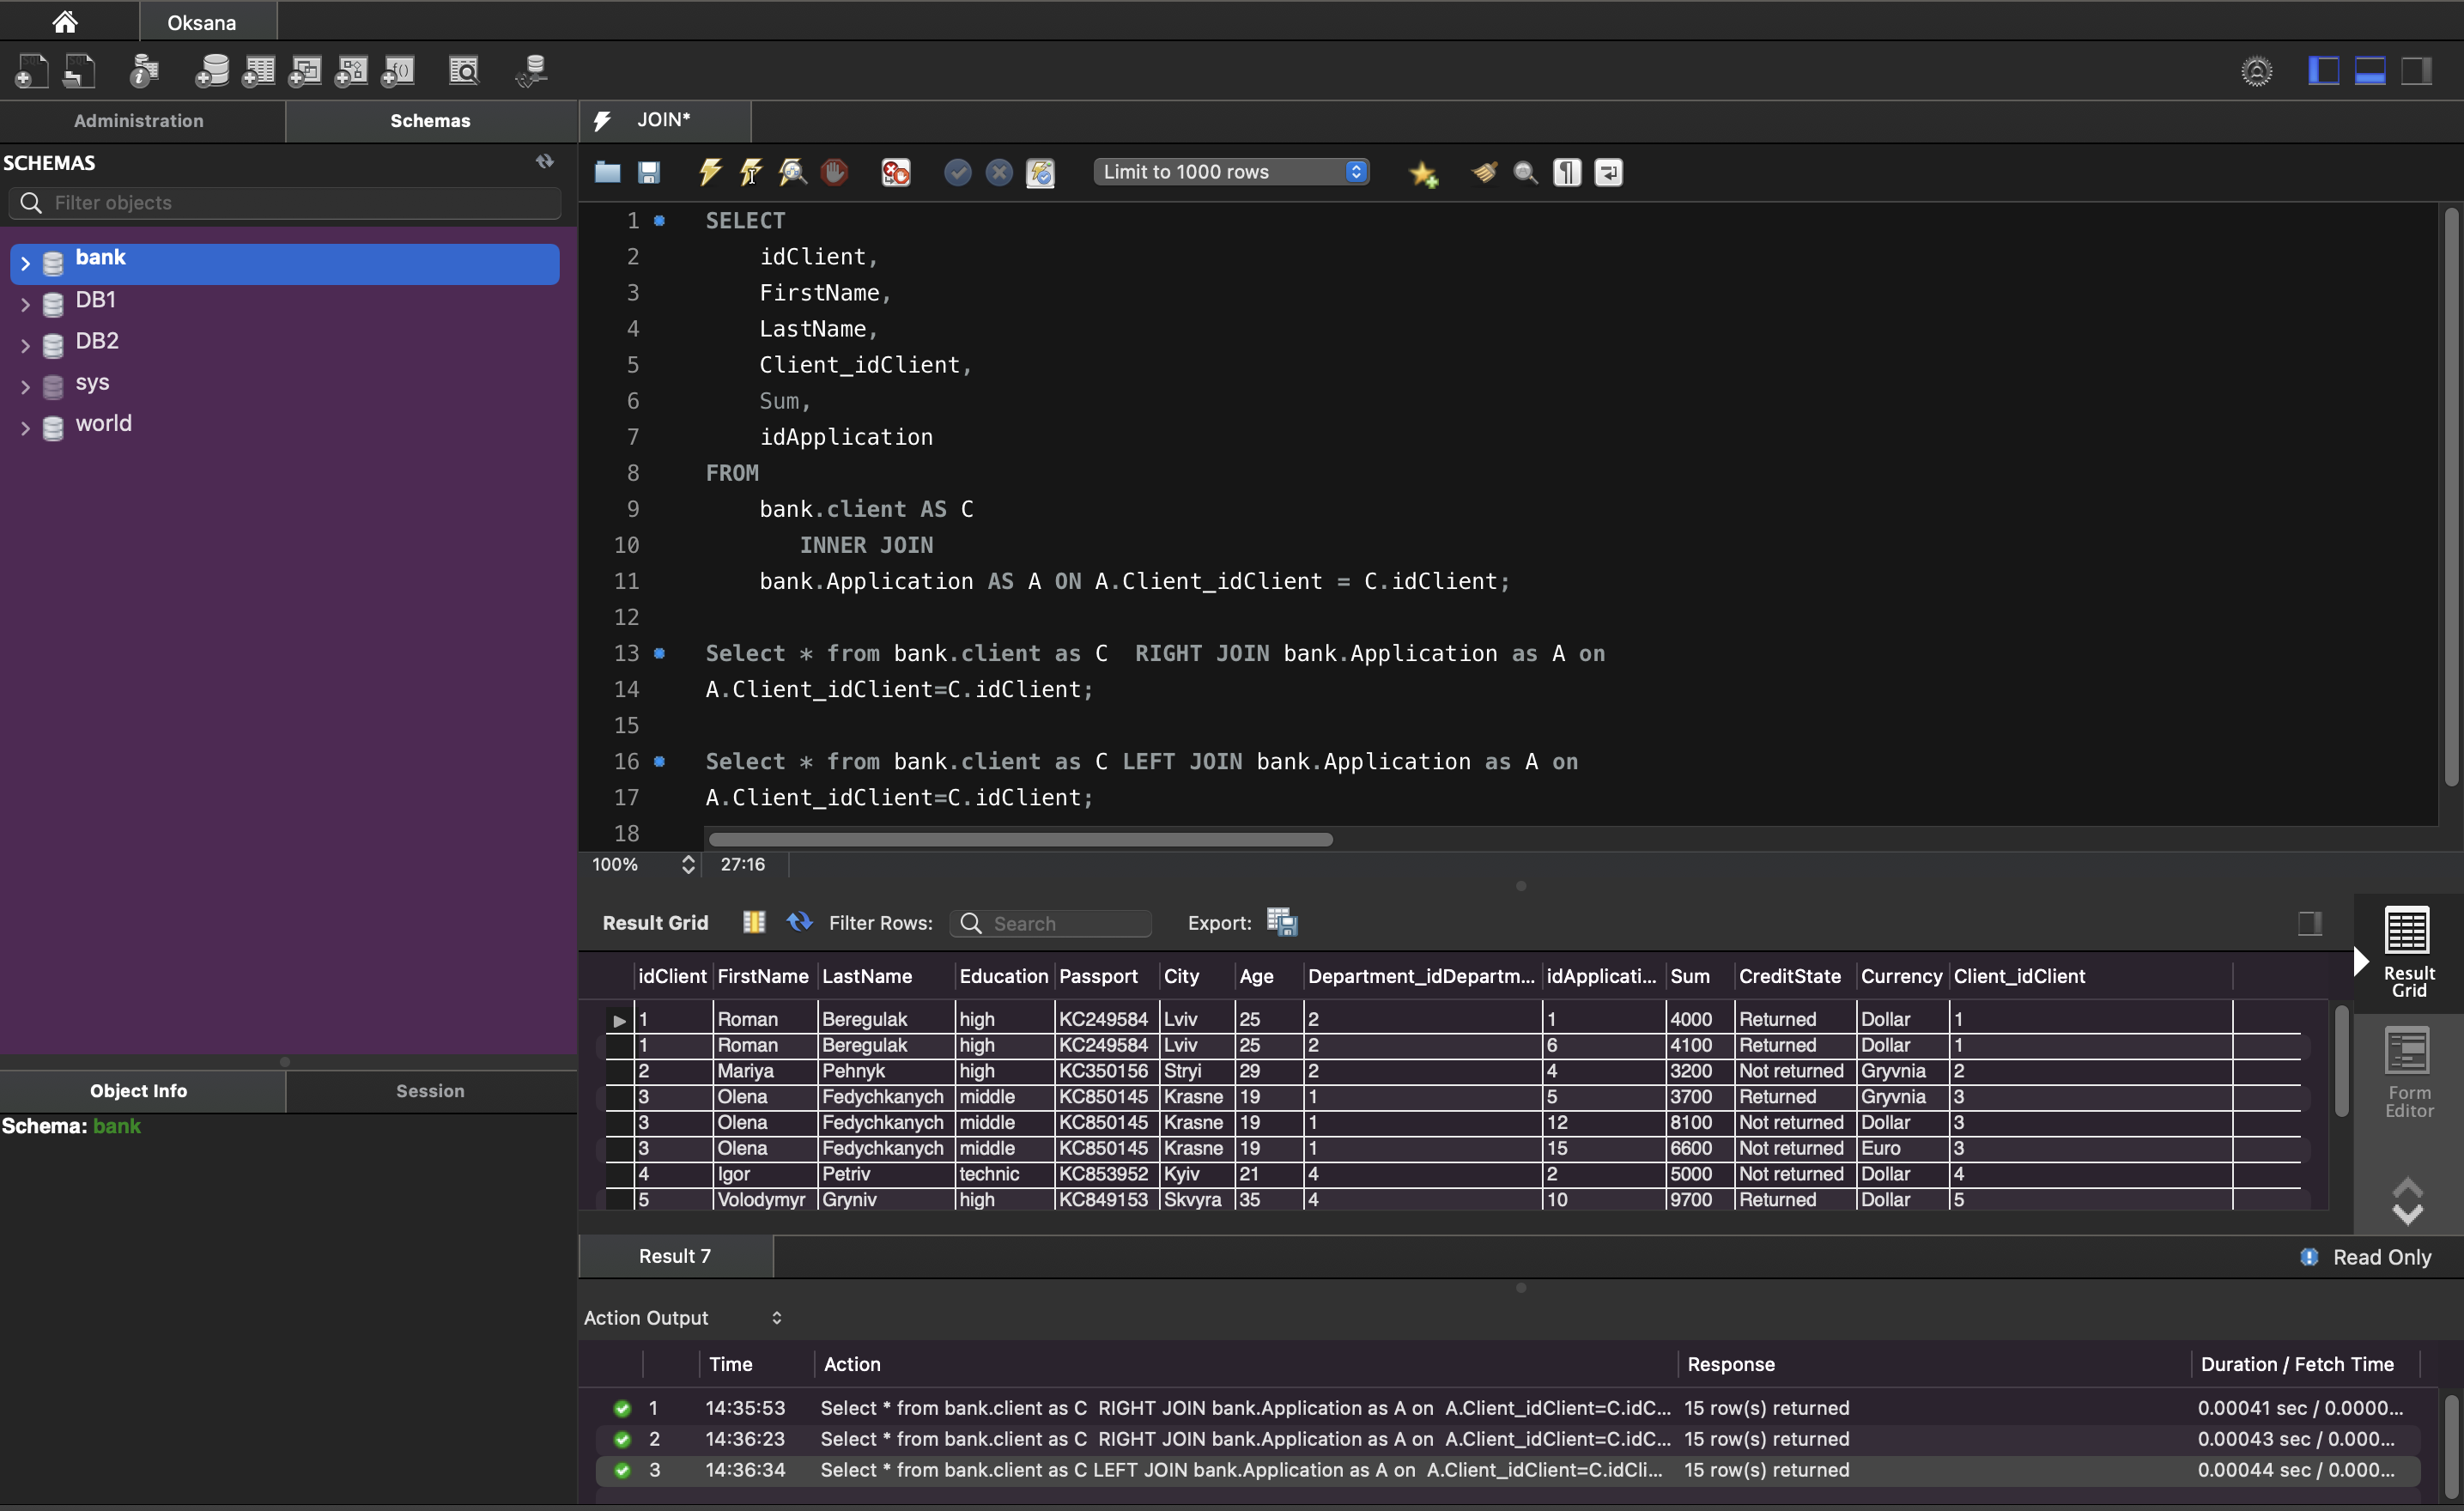 Oksana
Administration
Schemas
JOIN*
SCHEMAS
Filter objects
bank
DB1
DB2
sys
world
Limit to 1000 rows
1 SELECT
2 idClient,
3 FirstName,
4 LastName,
5 Client_idClient,
6 Sum,
7 idApplication
8 FROM
9 bank.client AS C
10 INNER JOIN
11 bank.Application AS A ON A.Client_idClient = C.idClient;
12
13 Select * from bank.client as C  RIGHT JOIN bank.Application as A on
14 A.Client_idClient=C.idClient;
15
16 Select * from bank.client as C LEFT JOIN bank.Application as A on
17 A.Client_idClient=C.idClient;
18
100% 27:16
Result Grid Filter Rows: Search Export:
idClient FirstName LastName Education Passport City Age Department_idDepartm... idApplicati... Sum CreditState Currency Client_idClient
1 Roman Beregulak high KC249584 Lviv 25 2 1 4000 Returned Dollar 1
1 Roman Beregulak high KC249584 Lviv 25 2 6 4100 Returned Dollar 1
2 Mariya Pehnyk high KC350156 Stryi 29 2 4 3200 Not returned Gryvnia 2
3 Olena Fedychkanych middle KC850145 Krasne 19 1 5 3700 Returned Gryvnia 3
3 Olena Fedychkanych middle KC850145 Krasne 19 1 12 8100 Not returned Dollar 3
3 Olena Fedychkanych middle KC850145 Krasne 19 1 15 6600 Not returned Euro 3
4 Igor Petriv technic KC853952 Kyiv 21 4 2 5000 Not returned Dollar 4
5 Volodymyr Gryniv high KC849153 Skvyra 35 4 10 9700 Returned Dollar 5
Result
Grid
Form
Editor
Object Info
Session
Schema: bank
Result 7
Read Only
Action Output
Time Action Response Duration / Fetch Time
1 14:35:53 Select * from bank.client as C  RIGHT JOIN bank.Application as A on  A.Client_idClient=C.idC... 15 row(s) returned 0.00041 sec / 0.0000...
2 14:36:23 Select * from bank.client as C  RIGHT JOIN bank.Application as A on  A.Client_idClient=C.idC... 15 row(s) returned 0.00043 sec / 0.000...
3 14:36:34 Select * from bank.client as C LEFT JOIN bank.Application as A on  A.Client_idClient=C.idCli... 15 row(s) returned 0.00044 sec / 0.000...